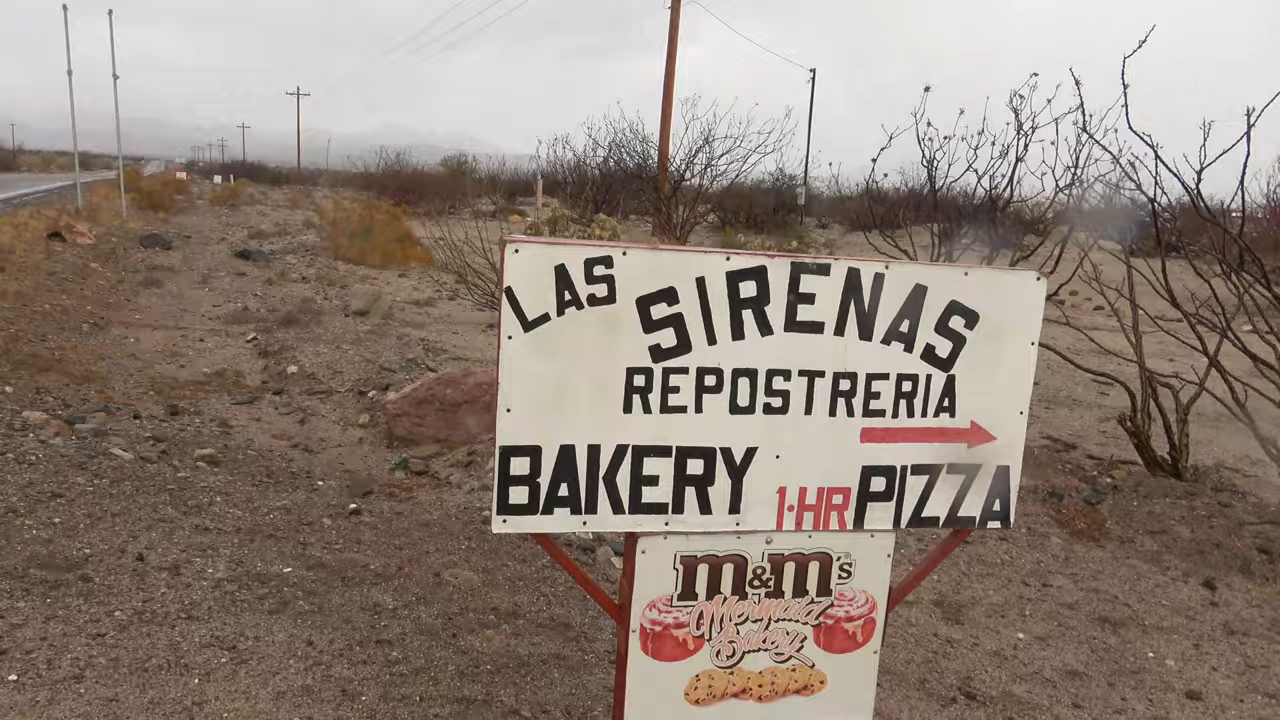 LAS SIRENAS
REPOSTRERIA
BAKERY 1·HR PIZZA
m&m's®
Mermaid
Bakery